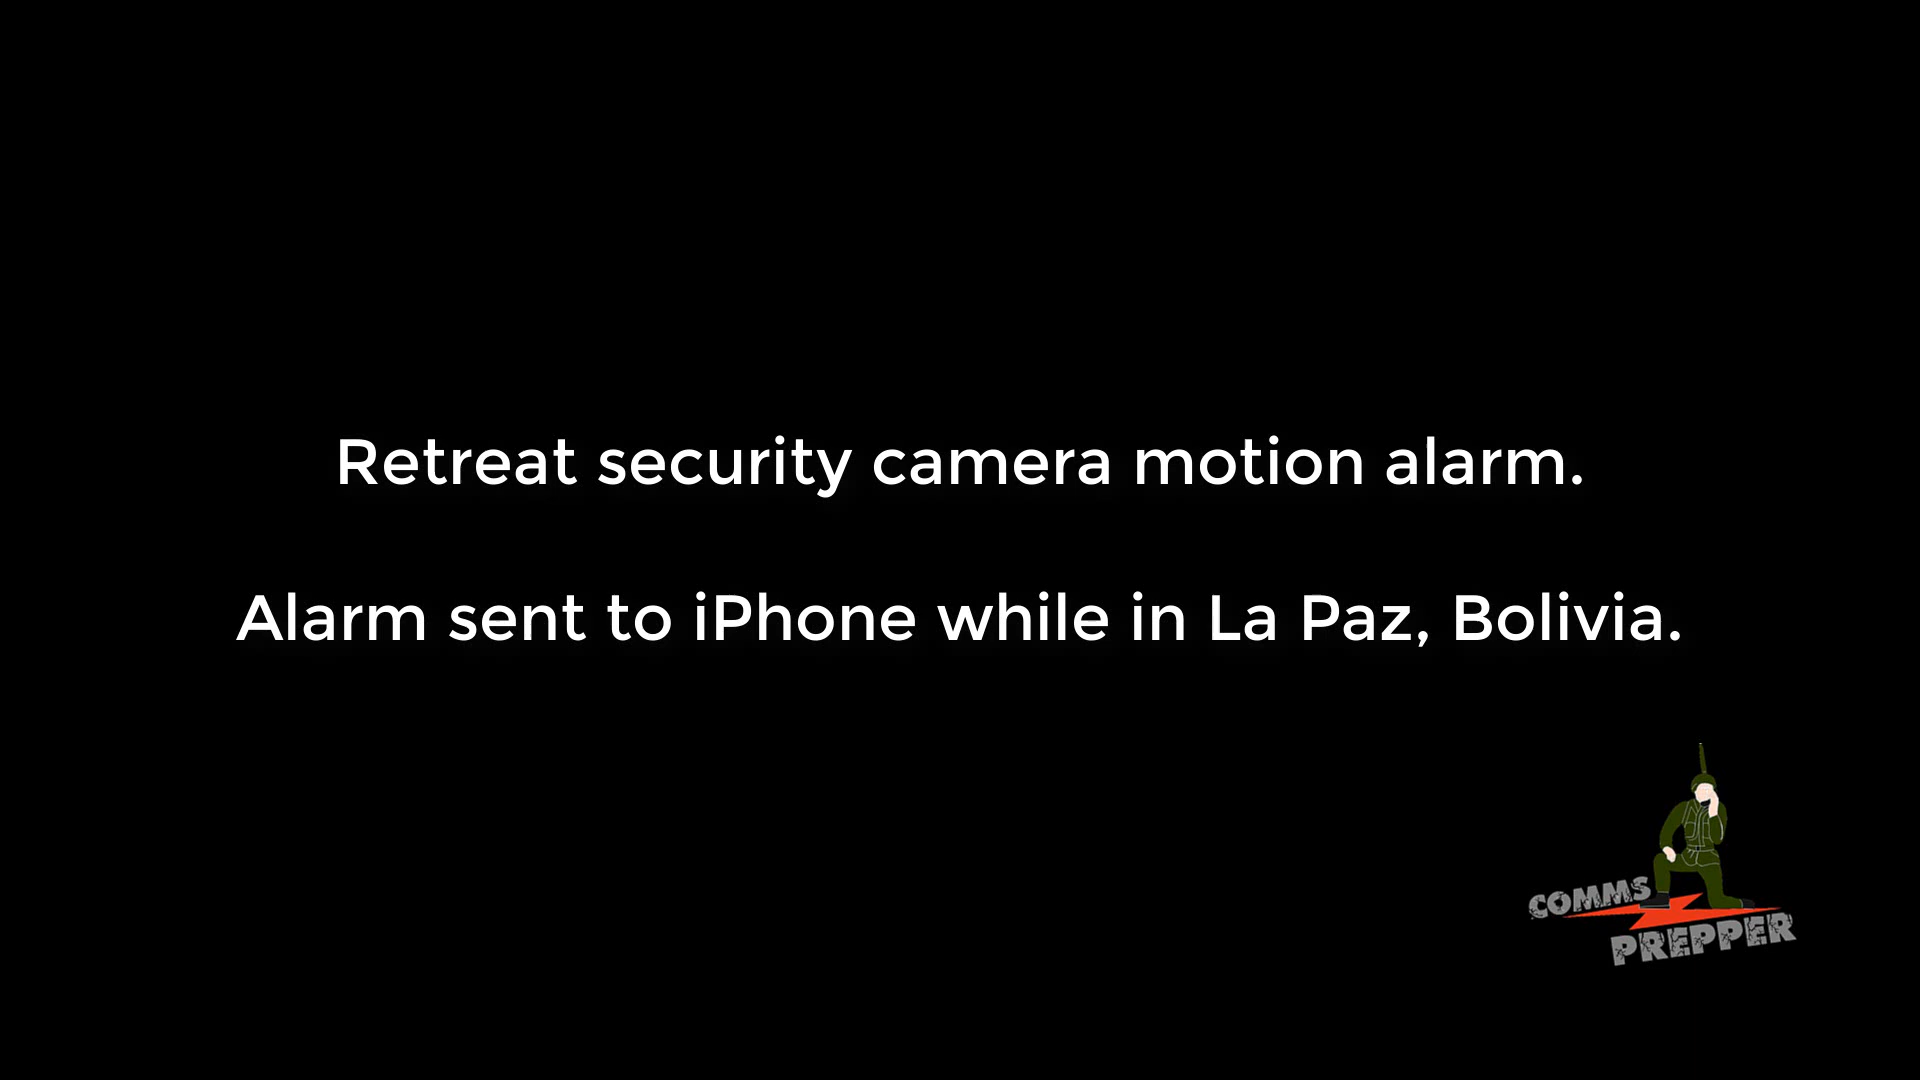 Retreat security camera motion alarm.
Alarm sent to iPhone while in La Paz, Bolivia.
COMMS
PREPPER